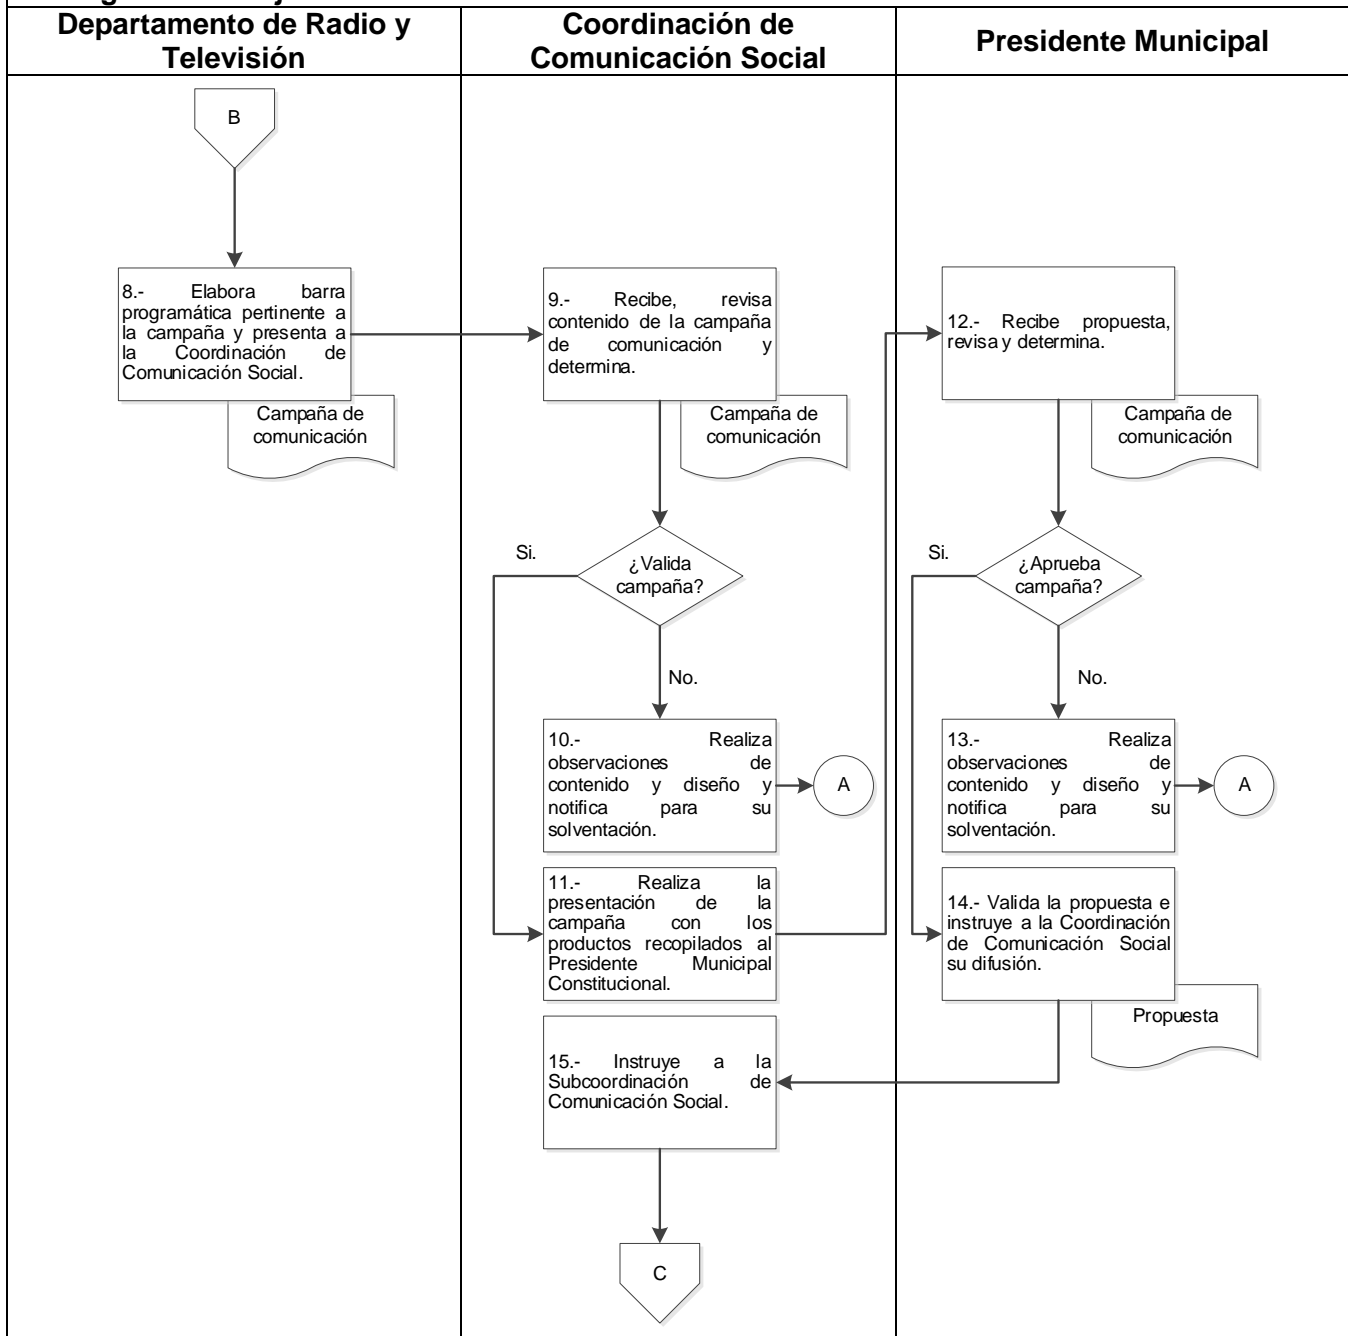 Departamento de Radio y
Televisión
Coordinación de
Comunicación Social
Presidente Municipal
B
8.- Elabora barra
programática pertinente a
la campaña y presenta a
la Coordinación de
Comunicación Social.
Campaña de
comunicación
9.- Recibe, revisa
contenido de la campaña
de comunicación y
determina.
Campaña de
comunicación
12.- Recibe propuesta,
revisa y determina.
Campaña de
comunicación
Si.
¿Valida
campaña?
No.
Si.
¿Aprueba
campaña?
No.
10.- Realiza
observaciones de
contenido y diseño y
notifica para su
solventación.
A
13.- Realiza
observaciones de
contenido y diseño y
notifica para su
solventación.
A
11.- Realiza la
presentación de la
campaña con los
productos recopilados al
Presidente Municipal
Constitucional.
14.- Valida la propuesta e
instruye a la Coordinación
de Comunicación Social
su difusión.
Propuesta
15.- Instruye a la
Subcoordinación de
Comunicación Social.
C